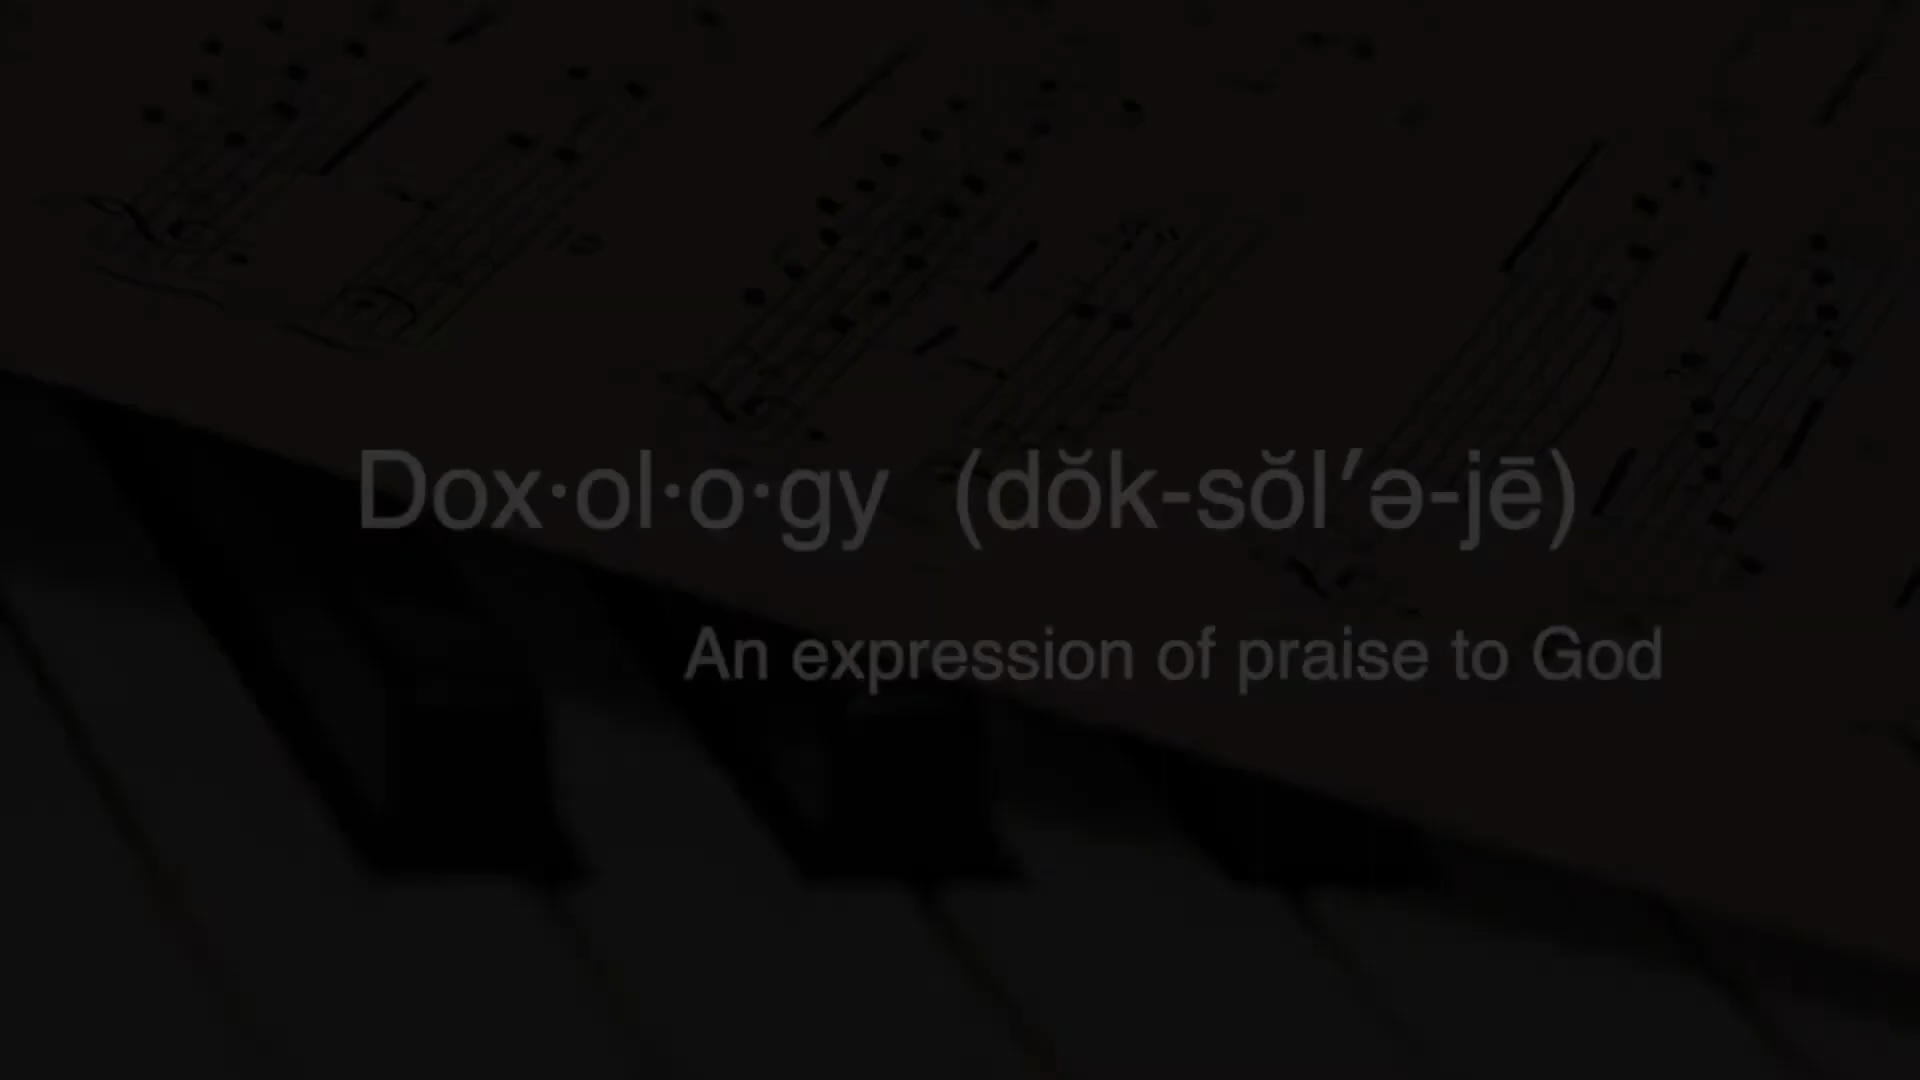 Dox·ol·o·gy (dŏk-sŏl′ə-jē)
An expression of praise to God